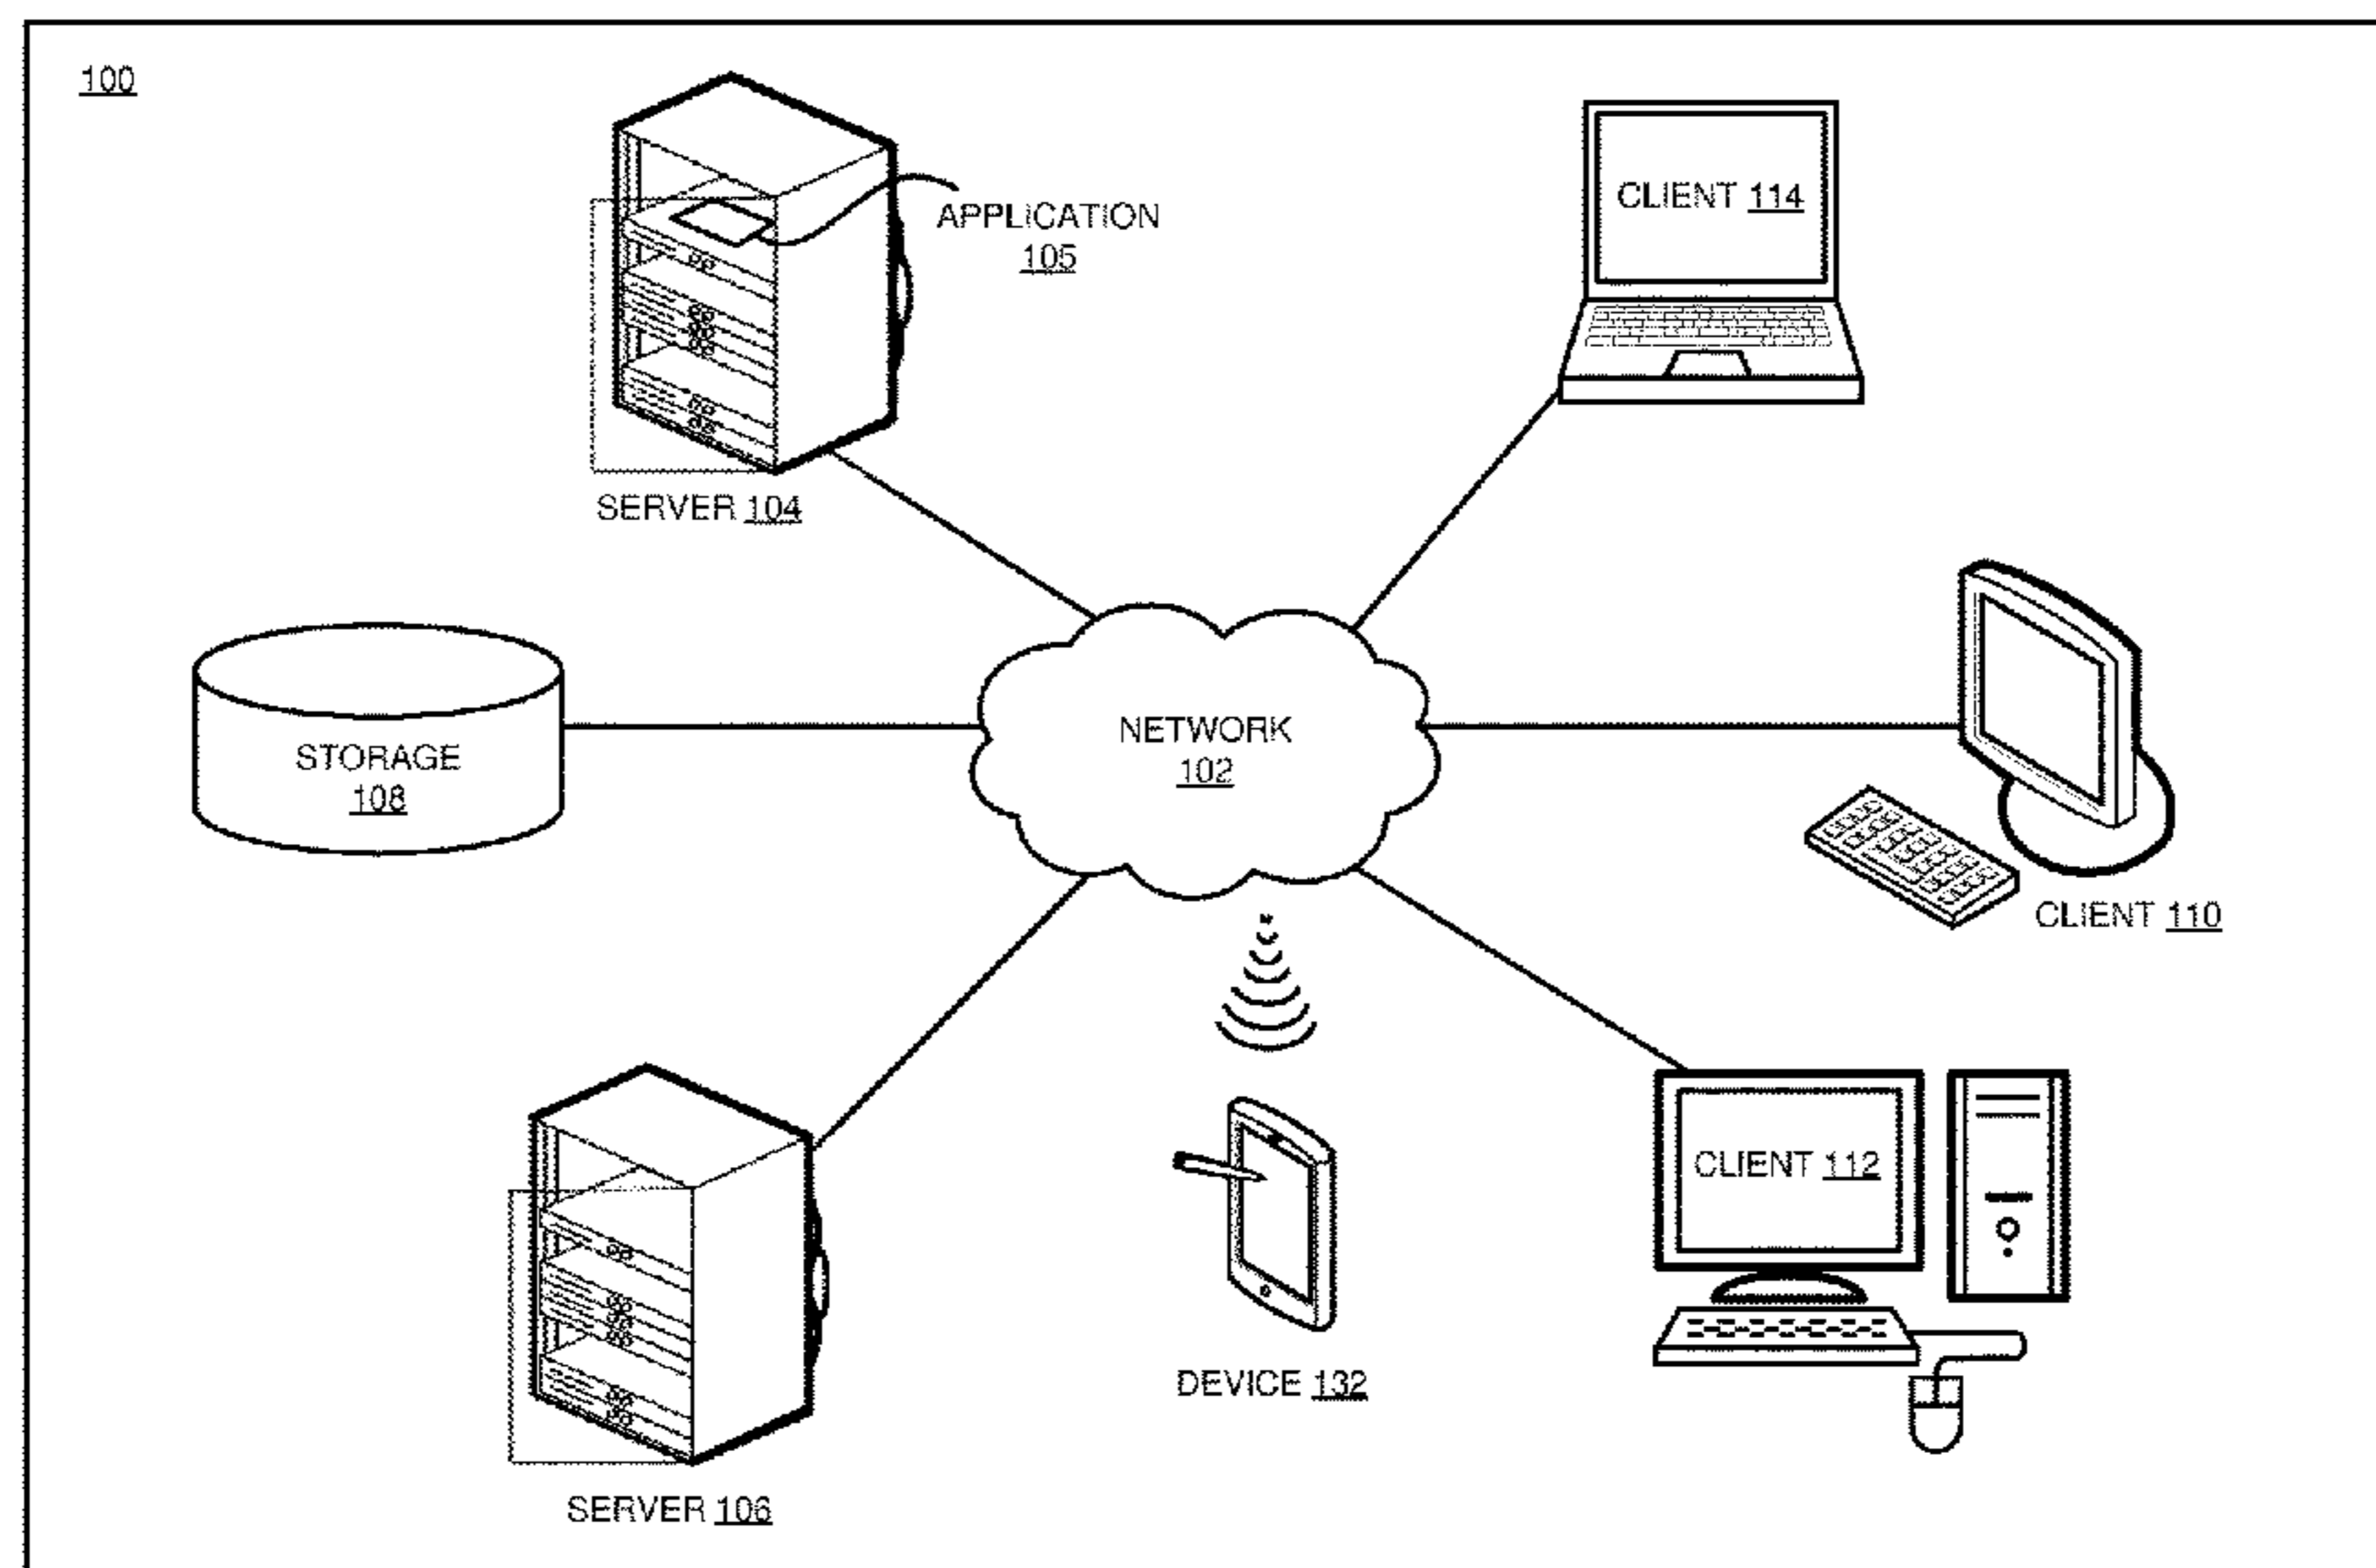 100
APPLICATION
105
CLIENT 114
SERVER 104
NETWORK
102
STORAGE
108
CLIENT 110
CLIENT 112
DEVICE 132
SERVER 106